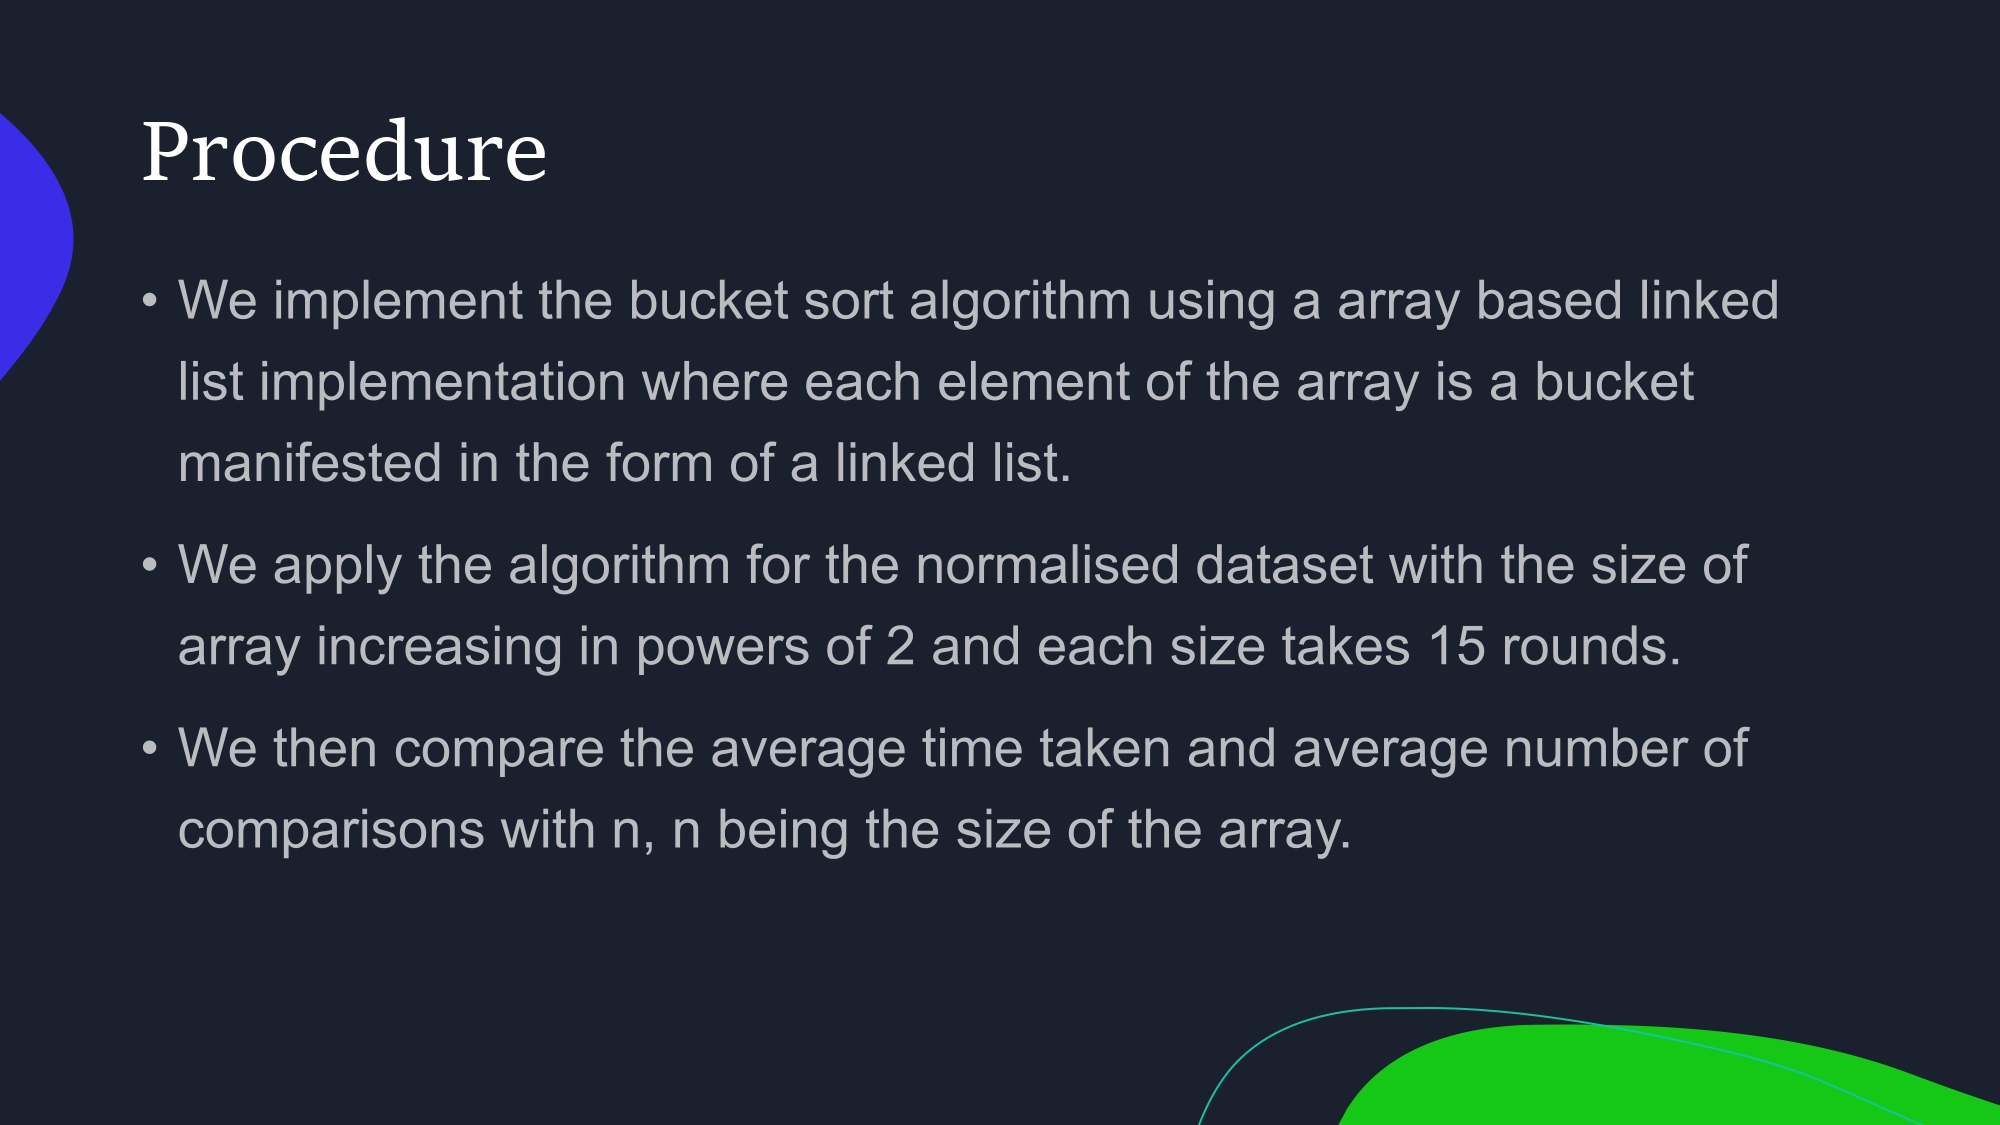 Procedure
• We implement the bucket sort algorithm using a array based linked
list implementation where each element of the array is a bucket
manifested in the form of a linked list.
• We apply the algorithm for the normalised dataset with the size of
array increasing in powers of 2 and each size takes 15 rounds.
• We then compare the average time taken and average number of
comparisons with n, n being the size of the array.